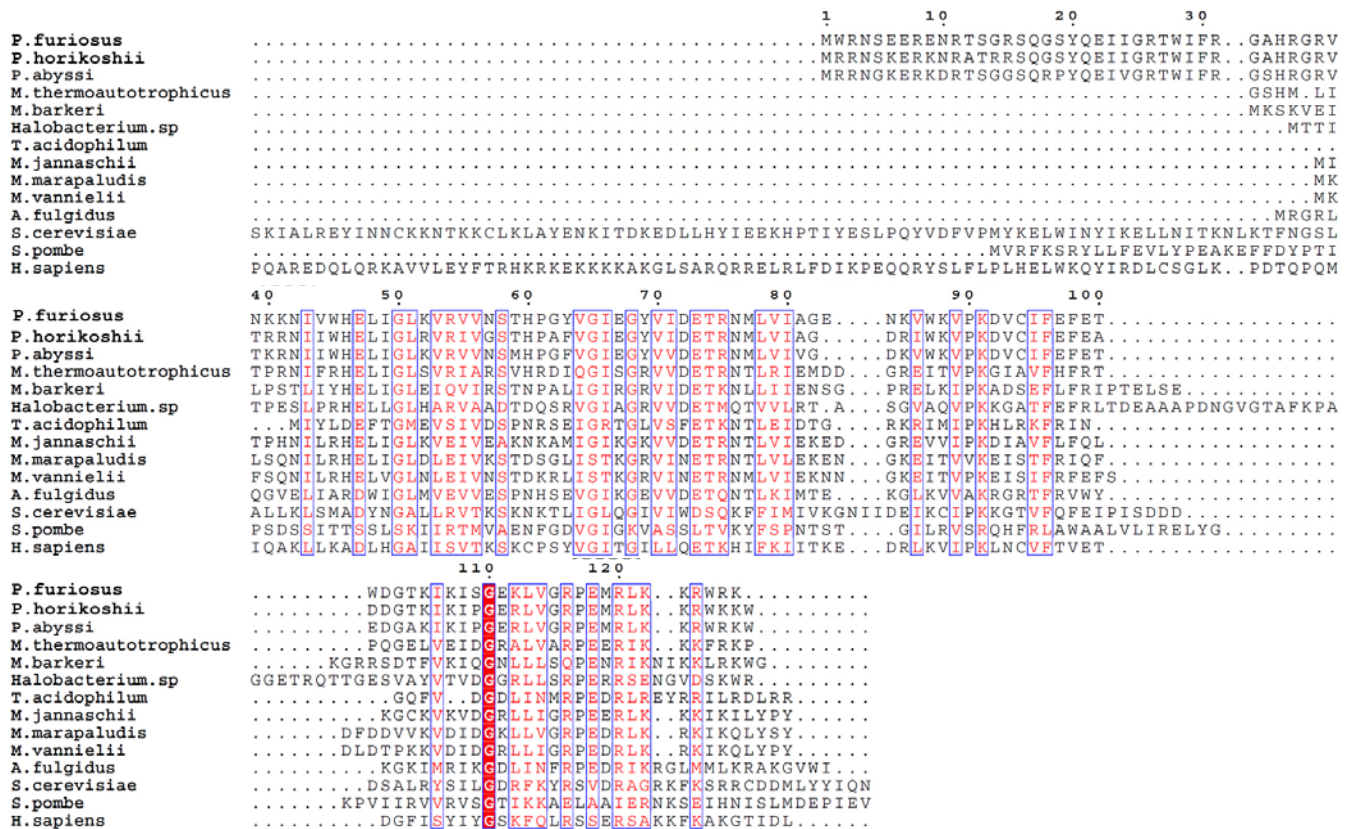 1 10 20 30
P.furiosus ............................................MWRNSEERENRTSGRSQGSYQEIIGRTWIFR..GAHRGRV
P.horikoshii ............................................MRRNSKERKNRATRRSQGSYQEIIGRTWIFR..GAHRGRV
P.abyssi ............................................MRRNGKERKDRTSGGSQRPYQEIVGRTWIFR..GSHRGRV
M.thermoautotrophicus .............................................................................GSHM.LI
M.barkeri .............................................................................MKSKVEI
Halobacterium.sp ................................................................................MTTI
T.acidophilum ....................................................................................
M.jannaschii ..................................................................................MI
M.marapaludis ..................................................................................MK
M.vannielii ..................................................................................MK
A.fulgidus ...............................................................................MRGRL
S.cerevisiae SKIALREYINNCKKNTKKCLKLAYENKITDKEDLLHYIEEKHPTIYESLPQYVDFVPMYKELWINYIKELLNITKNLKTFNGSL
S.pombe .........................................................MVRFKSRYLLFEVLYPEAKEFFDYPTI
H.sapiens PQAREDQLQRKAVVLEYFTRHKRKEKKKKAKGLSARQRRELRLFDIKPEQQRYSLFLPLHELWKQYIRDLCSGLK..PDTQPQM
40 50 60 70 80 90 100
P.furiosus NKKNIVWHELIGLKVRVVNSTHPGYVGIEGYVIDETRNMLVIAGE....NKVWKVPKDVCIFEFET..................
P.horikoshii TRRNIIWHELIGLRVRIVGSTHPAFVGIEGYVIDETRNMLVIAG.....DRIWKVPKDVCIFEFEA..................
P.abyssi TKRNIIWHELIGLKVRVVNSMHPGFVGIEGYVVDETRNMLVIVG.....DKVWKVPKDVCIFEFET..................
M.thermoautotrophicus TPRNIFRHELIGLSVRIARSVHRDIQGISGRVVDETRNTLRIEMDD...GREITVPKGIAVFHFRT..................
M.barkeri LPSTLIYHELIGLEIQVIRSTNPALIGIRGRVIDETKNLLIIENSG...PRELKIPKADSEFLFRIPTELSE............
Halobacterium.sp TPESLPRHELLGLHARVAADTDQSRVGIAGRVVDETMQTVVLRT.A...SGVAQVPKKGATFEFRLTDEAAAPDNGVGTAFKPA
T.acidophilum ...MIYLDEFTGMEVSIVDSPNRSEIGRTGLVSFETKNTLEIDTG....RKRIMIPKHLRKFRIN...................
M.jannaschii TPHNILRHELIGLKVEIVEAKNKAMIGIKGKVVDETRNTLVIEKED...GREVVIPKDIAVFLFQL..................
M.marapaludis LSQNILRHELIGLDLEIVKSTDSGLISTKGRVINETRNTLVLEKEN...GKEITVVKEISTFRIQF..................
M.vannielii FSQNILRHELVGLNLEIVNSTDKRLISTKGRVINETRNTLVIEKNN...GKEITVPKEISIFRFEFS.................
A.fulgidus QGVELIARDWIGLMVEVVESPNHSEVGIKGEVVDETQNTLKIMTE....KGLKVVAKRGRTFRVWY..................
S.cerevisiae ALLKLSMADYNGALLRVTKSKNKTLIGLQGIVIWDSQKFFIMIVKGNIIDEIKCIPKKGTVFQFEIPISDDD............
S.pombe PSDSSITTSSLSKIIRTMVAENFGDVGIGKVASSLTVKYFSPNTST...GILRVSRQHFRLAWAALVLIRELYG..........
H.sapiens IQAKLLKADLHGAIISVTKSKCPSYVGITGILLQETKHIFKIITKE...DRLKVIPKLNCVFTVET..................
110 120
P.furiosus .........WDGTKIKISGEKLVGRPEMRLK..KRWRK..........
P.horikoshii .........DDGTKIKIPGERLVGRPEMRLK..KRWKKW.........
P.abyssi .........EDGAKIKIPGERLVGRPEMRLK..KRWRKW.........
M.thermoautotrophicus .........PQGELVEIDGRALVARPEERIK..KKFRKP.........
M.barkeri ......KGRRSDTFVKIQGNLLLSQPENRIKNIKKLRKWG........
Halobacterium.sp GGETRQTTGESVAYVTVDGGRLLSRPERRSENGVDSKWR.........
T.acidophilum ...........GQFV..DGDLINMRPEDRLREYRRILRDLRR......
M.jannaschii ..........KGCKVKVDGRLLIGRPEERLK..KKIKILYPY......
M.marapaludis .......DFDDVVKVDIDGKLLVGRPEDRLK..RKIKQLYSY......
M.vannielii .......DLDTPKKVDIDGRLLIGRPEDRLK..RKIKQLYPY......
A.fulgidus ..........KGKIMRIKGDLINFRPEDRIKRGLMMLKRAKGVWI...
S.cerevisiae .........DSALRYSILGDRFKYRSVDRAGRKFKSRRCDDMLYYIQN
S.pombe .......KPVIIRVVRVSGTIKKAELAAIERNKSEIHNISLMDEPIEV
H.sapiens ..........DGFISYIYGSKFQLRSSERSAKKFKAKGTIDL......